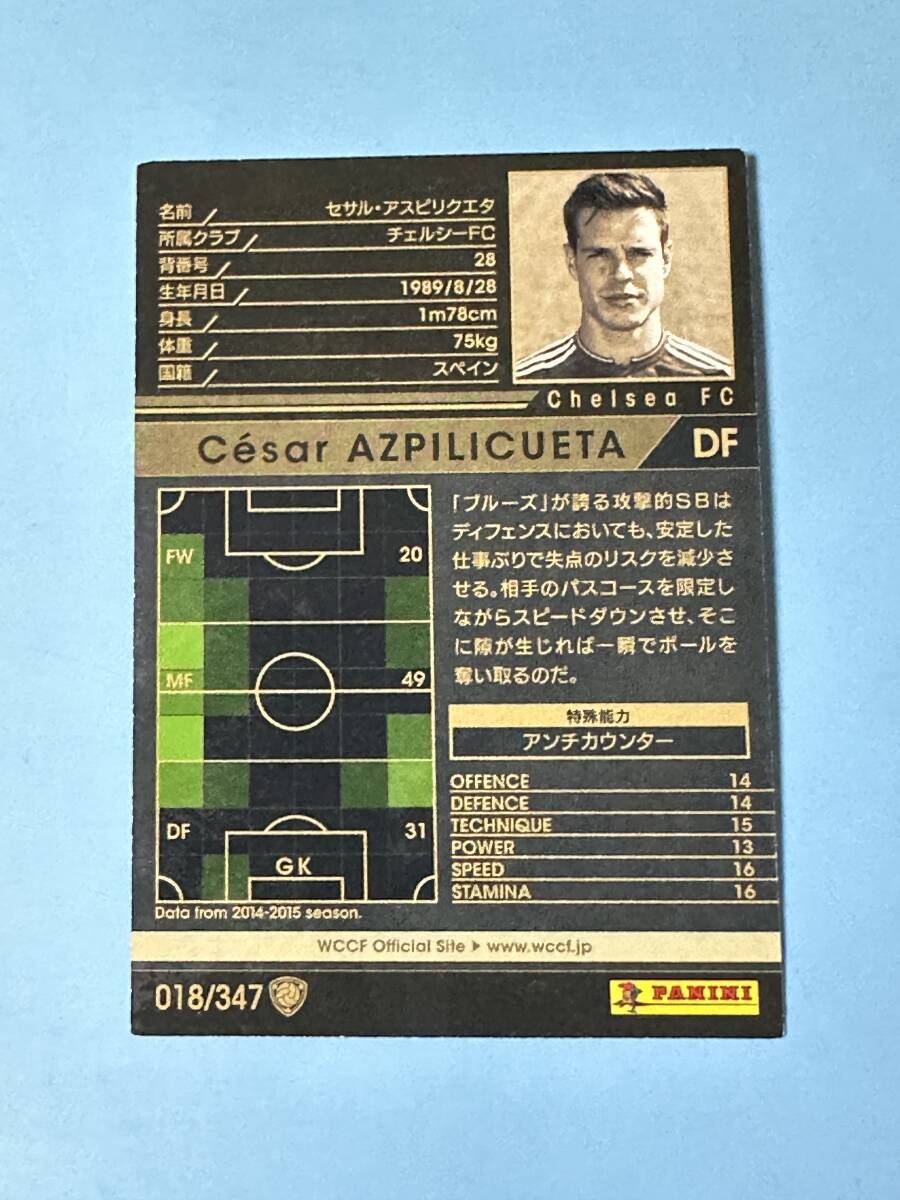 名前 セサル・アスピリクエタ
所属クラブ チェルシーFC
背番号 28
生年月日 1989/8/28
身長 1m78cm
体重 75kg
国籍 スペイン
Chelsea FC
César AZPILICUETA DF
FW 20
MF 49
DF 31
GK
Data from 2014-2015 season.
「ブルーズ」が誇る攻撃的SBは
ディフェンスにおいても、安定した
仕事ぶりで失点のリスクを減少さ
せる。相手のパスコースを限定し
ながらスピードダウンさせ、そこ
に隙が生じれば一瞬でボールを
奪い取るのだ。
特殊能力
アンチカウンター
OFFENCE 14
DEFENCE 14
TECHNIQUE 15
POWER 13
SPEED 16
STAMINA 16
WCCF Official Site ▶ www.wccf.jp
018/347
PANINI